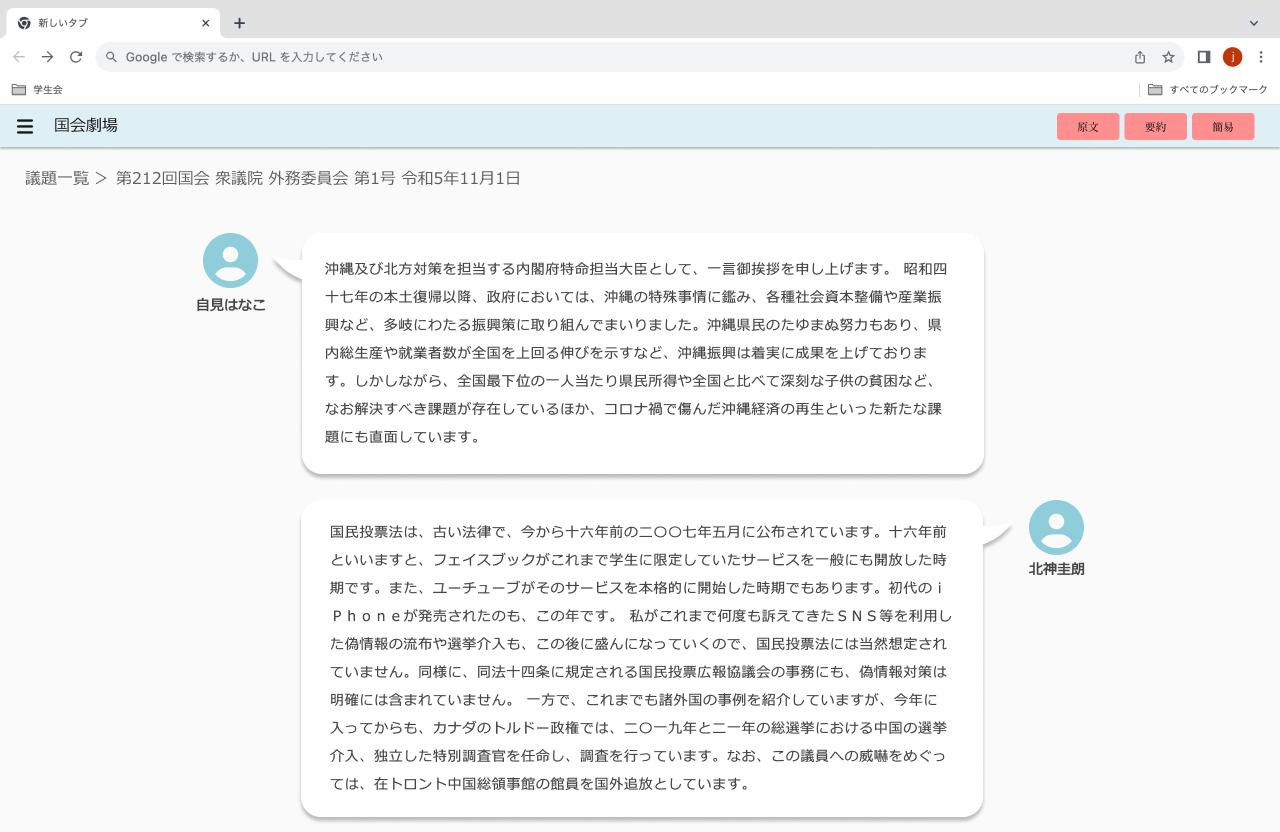 新しいタブ
Google で検索するか、URL を入力してください
j
学生会
すべてのブックマーク
国会劇場
原文
要約
簡易
議題一覧 ＞ 第212回国会 衆議院 外務委員会 第1号 令和5年11月1日
自見はなこ
沖縄及び北方対策を担当する内閣府特命担当大臣として、一言御挨拶を申し上げます。 昭和四
十七年の本土復帰以降、政府においては、沖縄の特殊事情に鑑み、各種社会資本整備や産業振
興など、多岐にわたる振興策に取り組んでまいりました。沖縄県民のたゆまぬ努力もあり、県
内総生産や就業者数が全国を上回る伸びを示すなど、沖縄振興は着実に成果を上げておりま
す。しかしながら、全国最下位の一人当たり県民所得や全国と比べて深刻な子供の貧困など、
なお解決すべき課題が存在しているほか、コロナ禍で傷んだ沖縄経済の再生といった新たな課
題にも直面しています。
国民投票法は、古い法律で、今から十六年前の二〇〇七年五月に公布されています。十六年前
といいますと、フェイスブックがこれまで学生に限定していたサービスを一般にも開放した時
期です。また、ユーチューブがそのサービスを本格的に開始した時期でもあります。初代のｉ
Ｐｈｏｎｅが発売されたのも、この年です。 私がこれまで何度も訴えてきたＳＮＳ等を利用し
た偽情報の流布や選挙介入も、この後に盛んになっていくので、国民投票法には当然想定され
ていません。同様に、同法十四条に規定される国民投票広報協議会の事務にも、偽情報対策は
明確には含まれていません。 一方で、これまでも諸外国の事例を紹介していますが、今年に
入ってからも、カナダのトルドー政権では、二〇一九年と二一年の総選挙における中国の選挙
介入、独立した特別調査官を任命し、調査を行っています。なお、この議員への威嚇をめぐっ
ては、在トロント中国総領事館の館員を国外追放としています。
北神圭朗